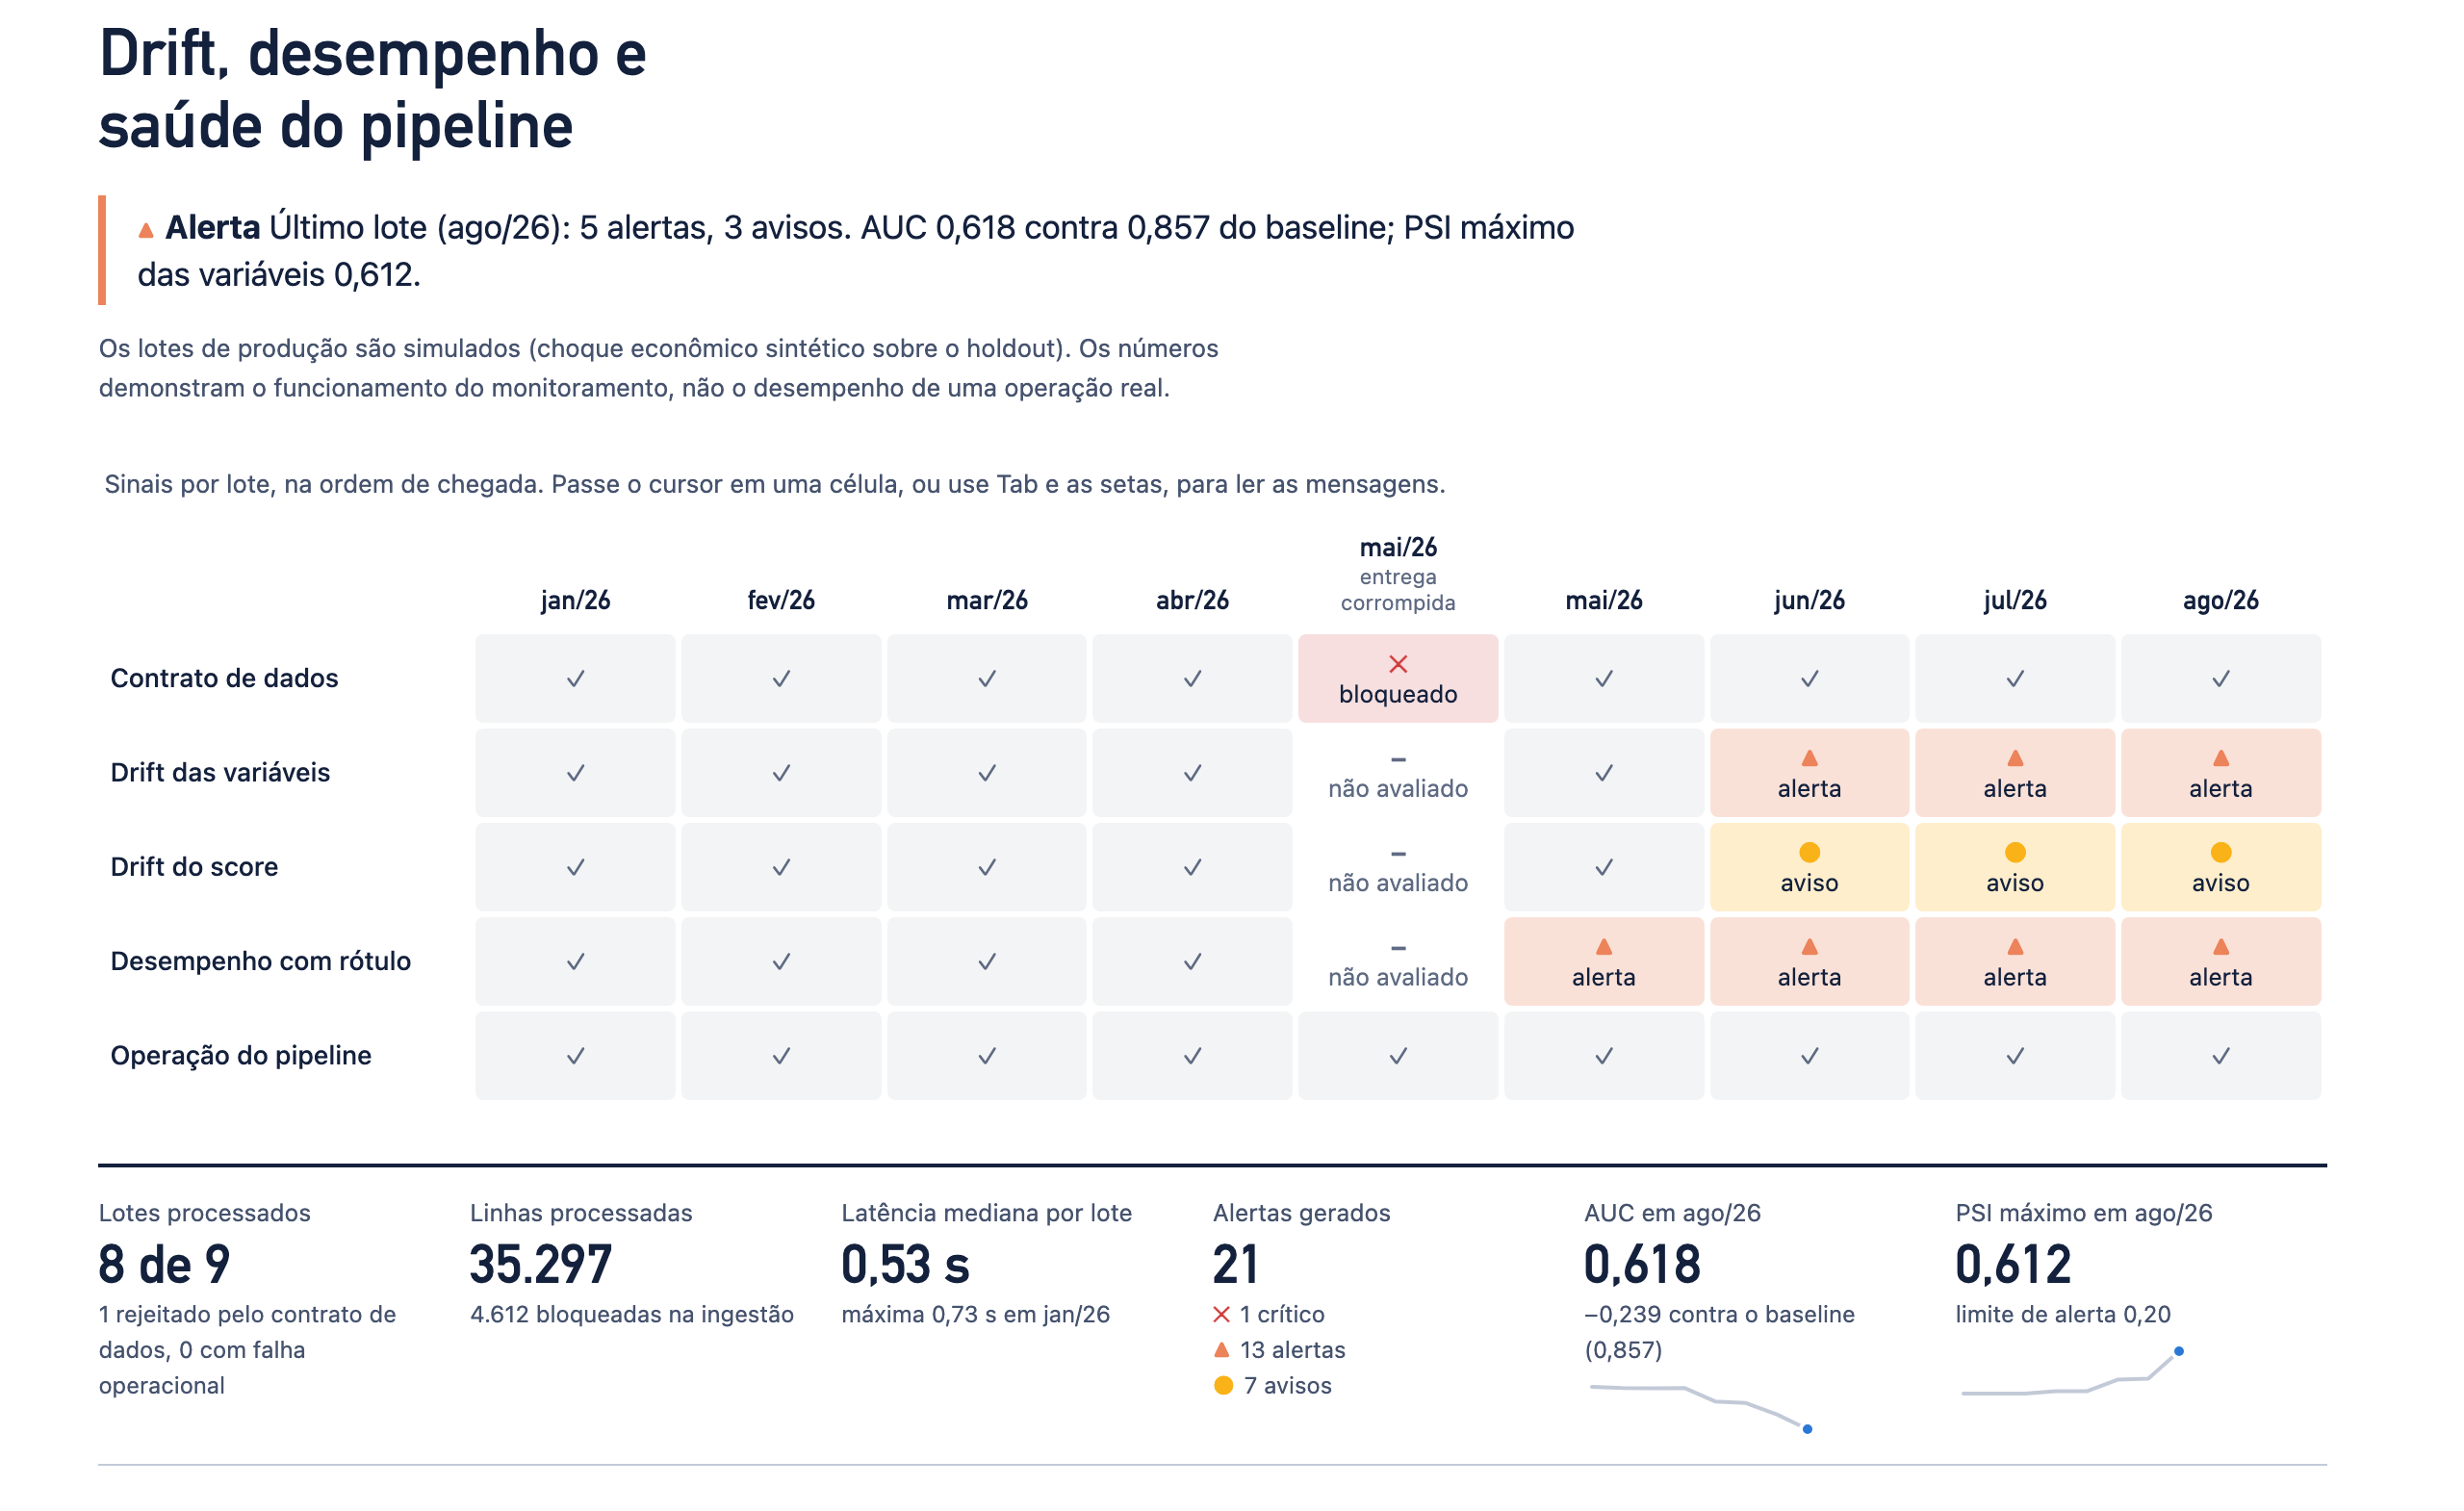 Drift, desempenho e
saúde do pipeline
Alerta Último lote (ago/26): 5 alertas, 3 avisos. AUC 0,618 contra 0,857 do baseline; PSI máximo
das variáveis 0,612.
Os lotes de produção são simulados (choque econômico sintético sobre o holdout). Os números
demonstram o funcionamento do monitoramento, não o desempenho de uma operação real.
Sinais por lote, na ordem de chegada. Passe o cursor em uma célula, ou use Tab e as setas, para ler as mensagens.
jan/26 fev/26 mar/26 abr/26 mai/26 entrega corrompida mai/26 jun/26 jul/26 ago/26
Contrato de dados ✓ ✓ ✓ ✓ bloqueado ✓ ✓ ✓ ✓
Drift das variáveis ✓ ✓ ✓ ✓ – não avaliado ✓ alerta alerta alerta
Drift do score ✓ ✓ ✓ ✓ – não avaliado ✓ aviso aviso aviso
Desempenho com rótulo ✓ ✓ ✓ ✓ – não avaliado alerta alerta alerta alerta
Operação do pipeline ✓ ✓ ✓ ✓ ✓ ✓ ✓ ✓ ✓
Lotes processados
8 de 9
1 rejeitado pelo contrato de
dados, 0 com falha
operacional
Linhas processadas
35.297
4.612 bloqueadas na ingestão
Latência mediana por lote
0,53 s
máxima 0,73 s em jan/26
Alertas gerados
21
1 crítico
13 alertas
7 avisos
AUC em ago/26
0,618
−0,239 contra o baseline
(0,857)
PSI máximo em ago/26
0,612
limite de alerta 0,20